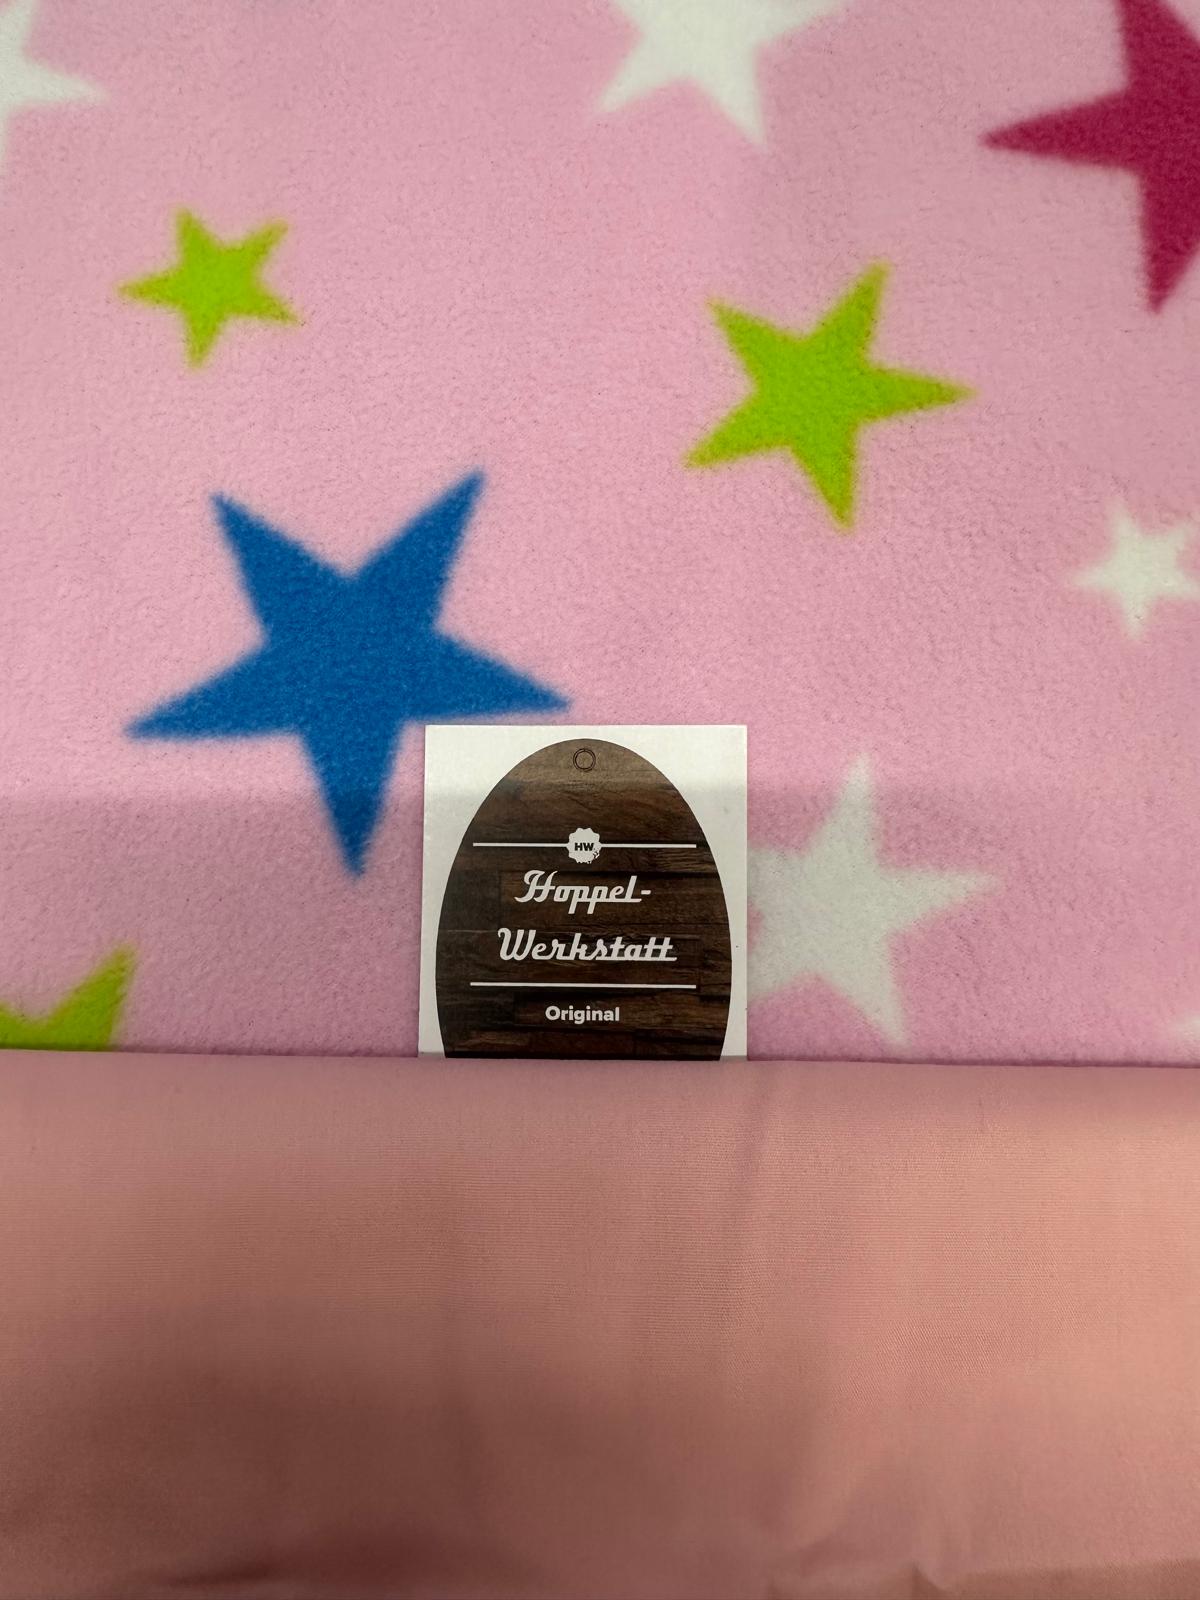 HW
Hoppel-
Werkstatt
Original